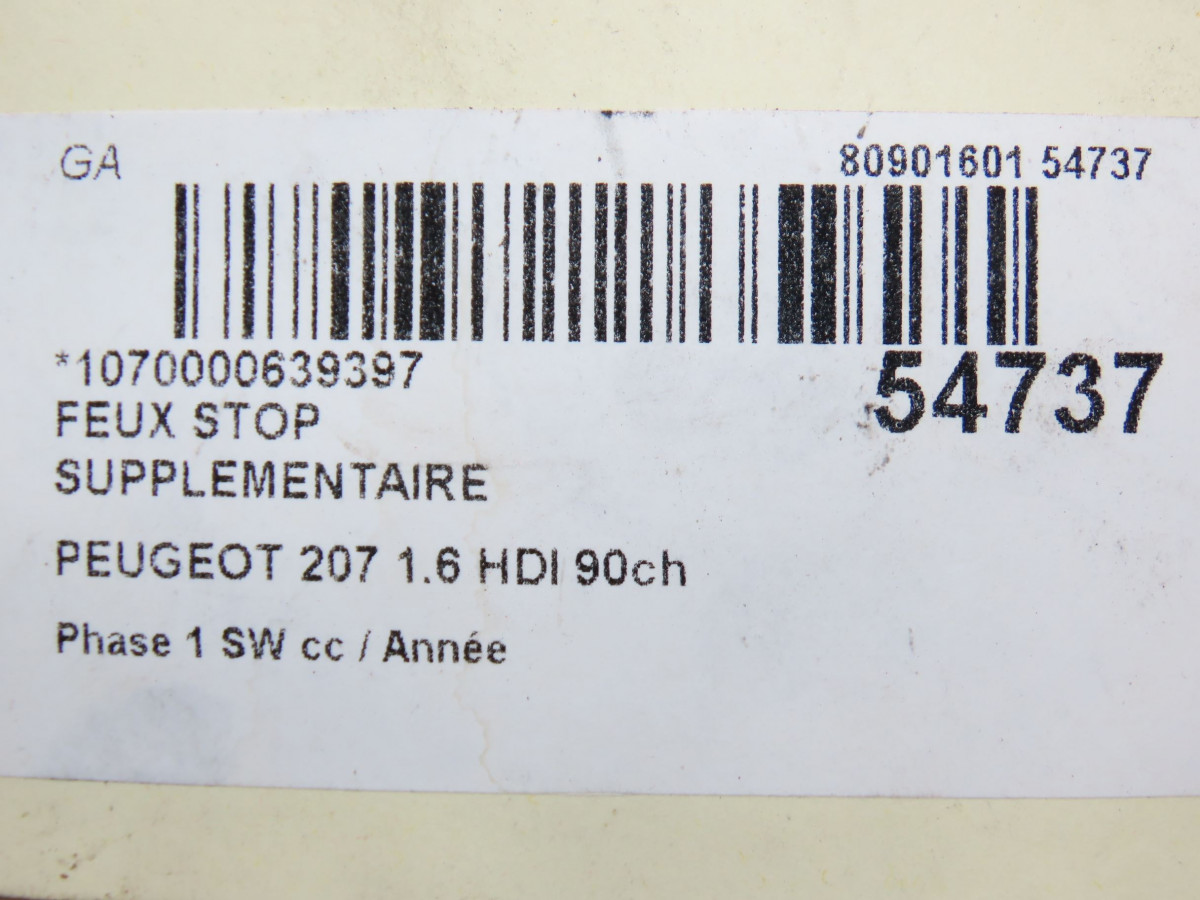 GA
80901601 54737
*1070000639397
54737
FEUX STOP
SUPPLEMENTAIRE
PEUGEOT 207 1.6 HDI 90ch
Phase 1 SW cc / Année